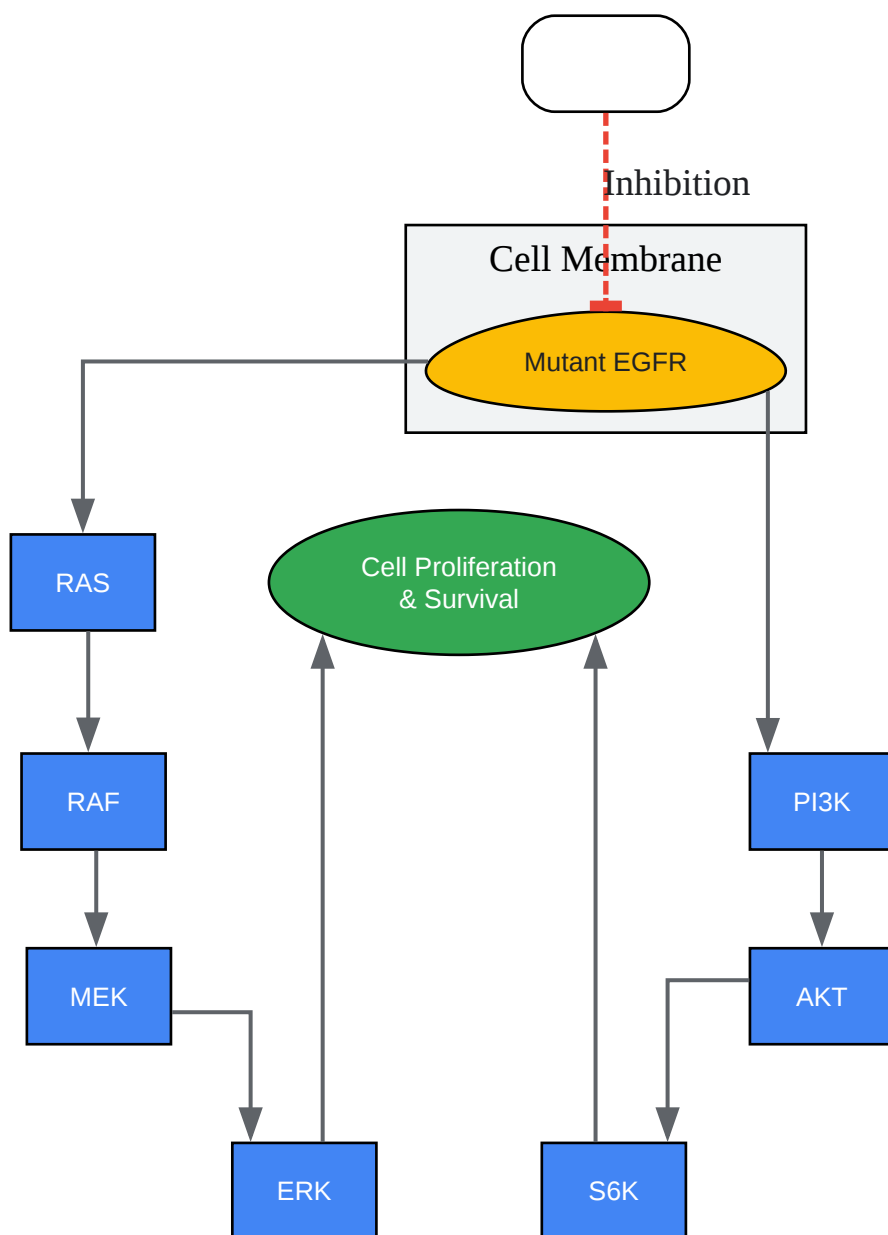 Inhibition
Cell Membrane
Mutant EGFR
RAS
Cell Proliferation
& Survival
RAF
PI3K
MEK
AKT
ERK
S6K